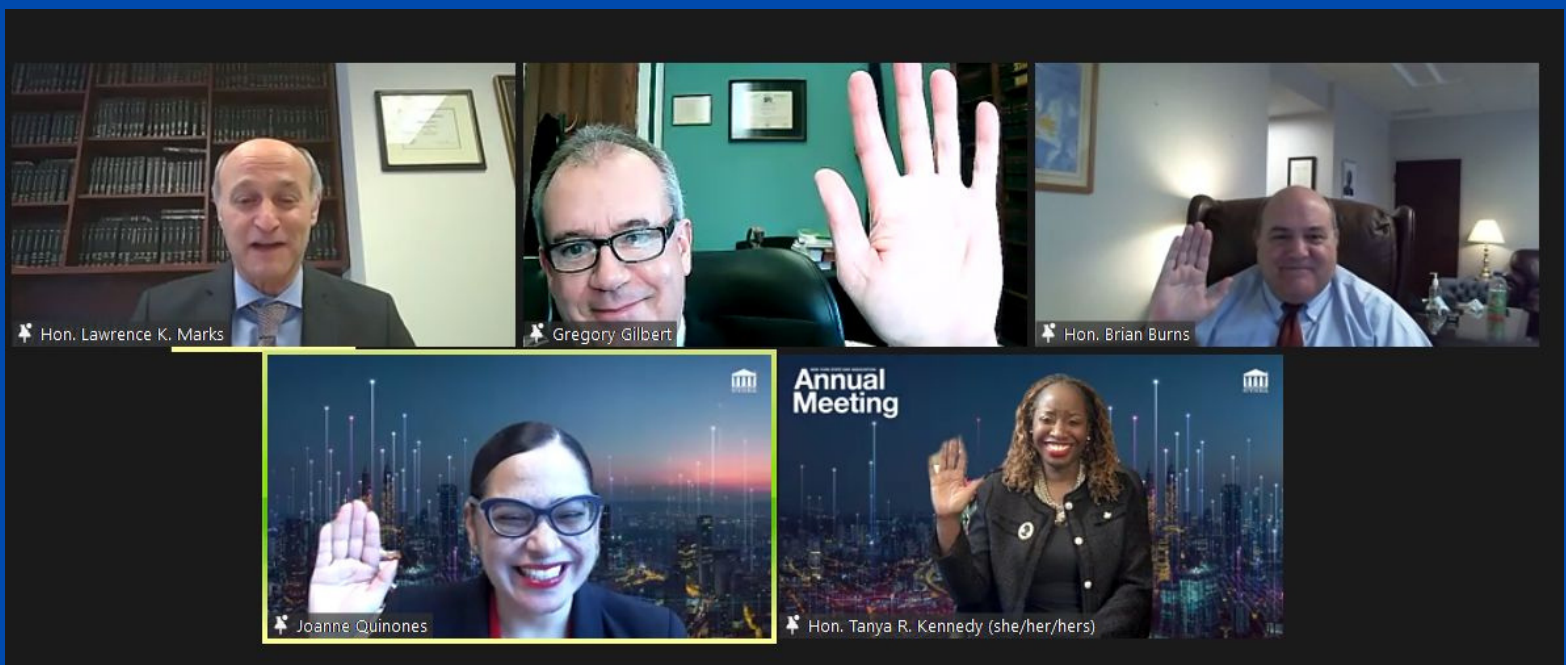 Hon. Lawrence K. Marks
Gregory Gilbert
Hon. Brian Burns
Joanne Quinones
Annual
Meeting
Hon. Tanya R. Kennedy (she/her/hers)